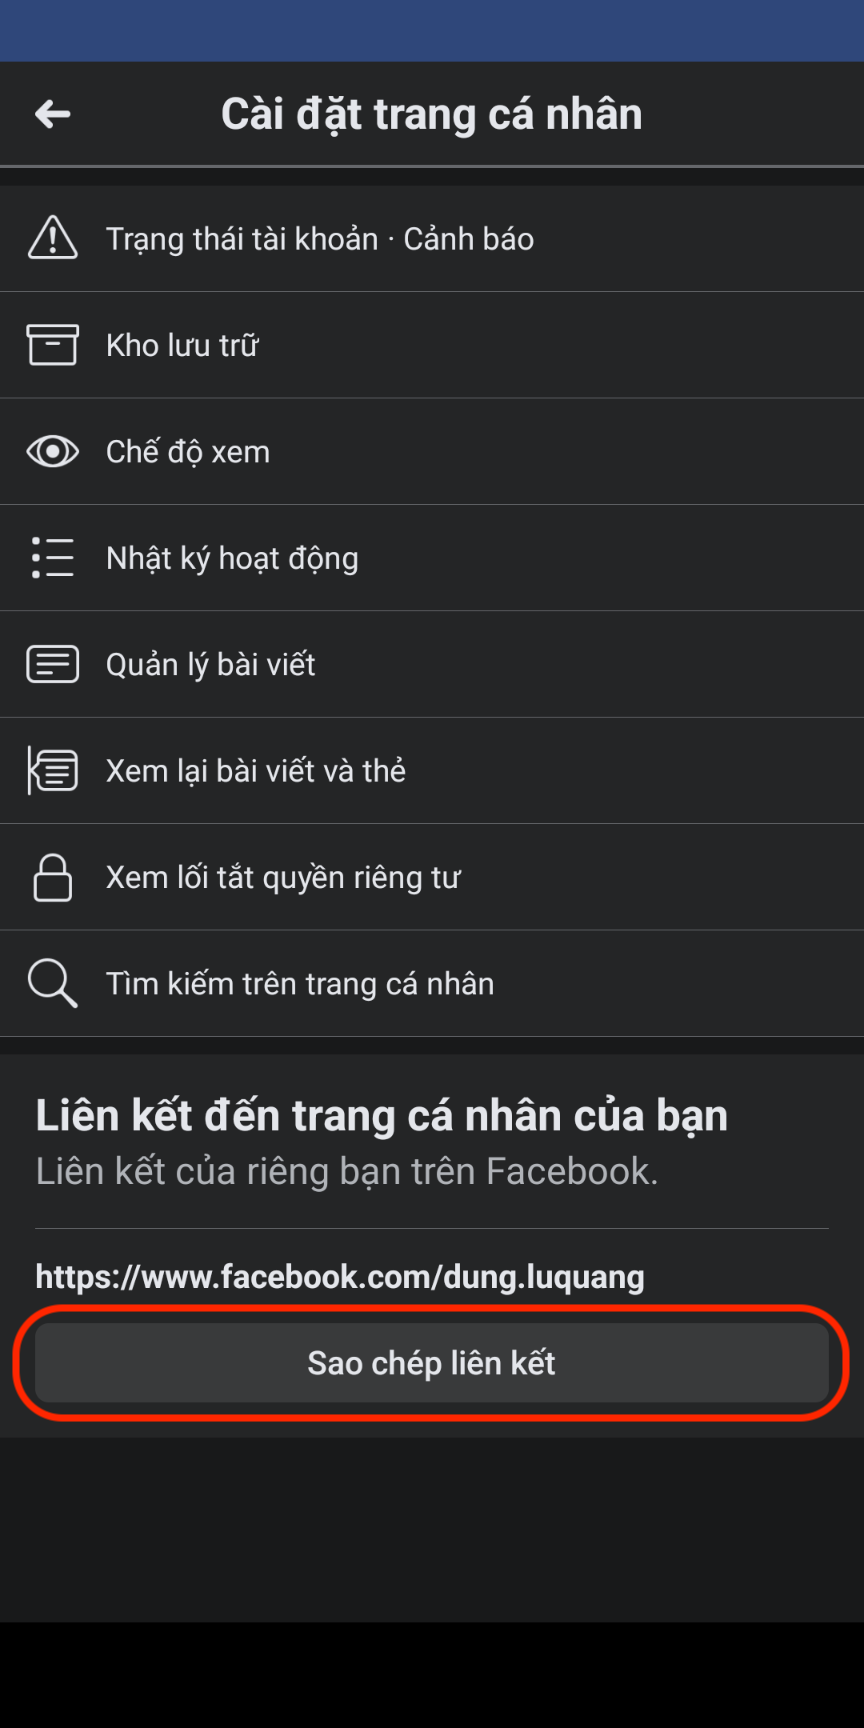 Cài đặt trang cá nhân
Trạng thái tài khoản · Cảnh báo
Kho lưu trữ
Chế độ xem
Nhật ký hoạt động
Quản lý bài viết
Xem lại bài viết và thẻ
Xem lối tắt quyền riêng tư
Tìm kiếm trên trang cá nhân
Liên kết đến trang cá nhân của bạn
Liên kết của riêng bạn trên Facebook.
https://www.facebook.com/dung.luquang
Sao chép liên kết